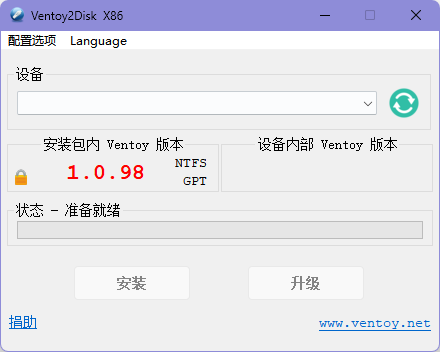 Ventoy2Disk X86
配置选项 Language
设备
安装包内 Ventoy 版本 设备内部 Ventoy 版本
1.0.98 NTFS
GPT
状态 - 准备就绪
安装 升级
捐助 www.ventoy.net